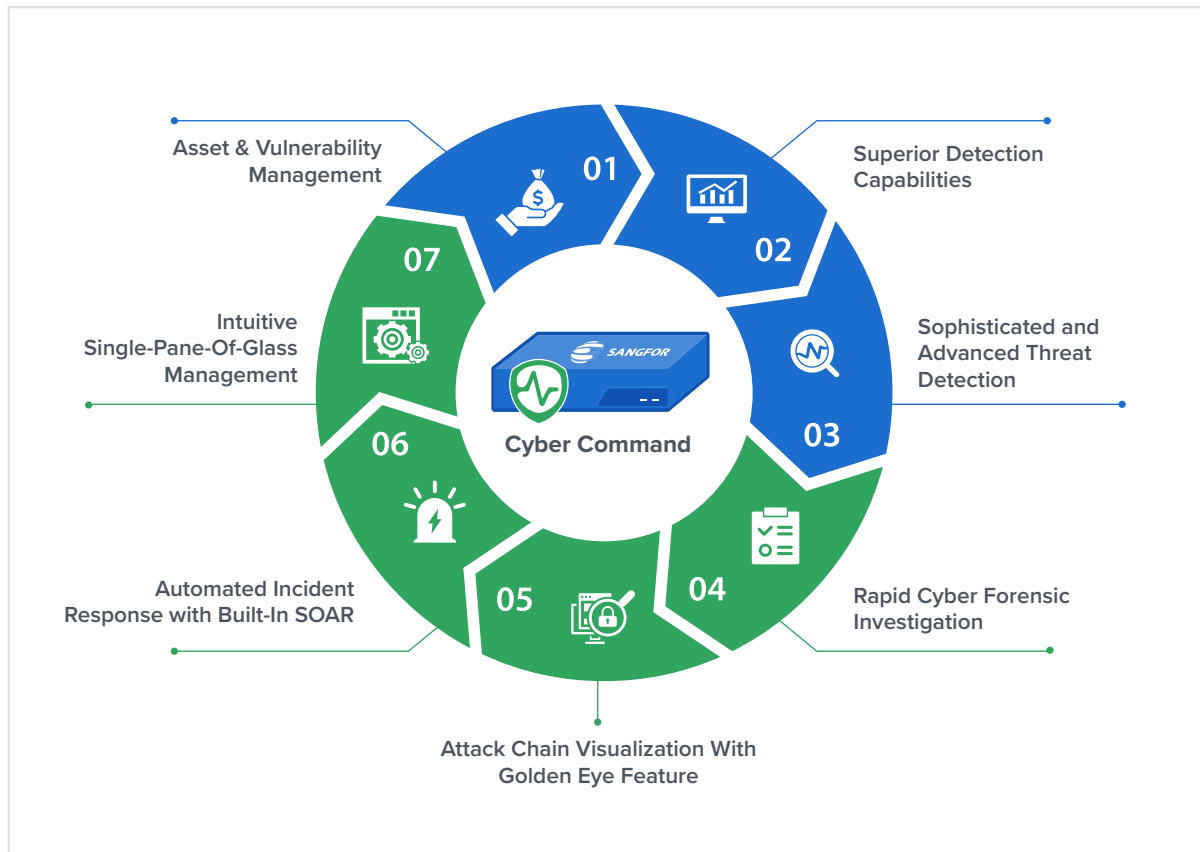 01
Asset & Vulnerability
Management
02
Superior Detection
Capabilities
03
Sophisticated and
Advanced Threat
Detection
04
Rapid Cyber Forensic
Investigation
05
Attack Chain Visualization With
Golden Eye Feature
06
Automated Incident
Response with Built-In SOAR
07
Intuitive
Single-Pane-Of-Glass
Management
$
SANGFOR
Cyber Command